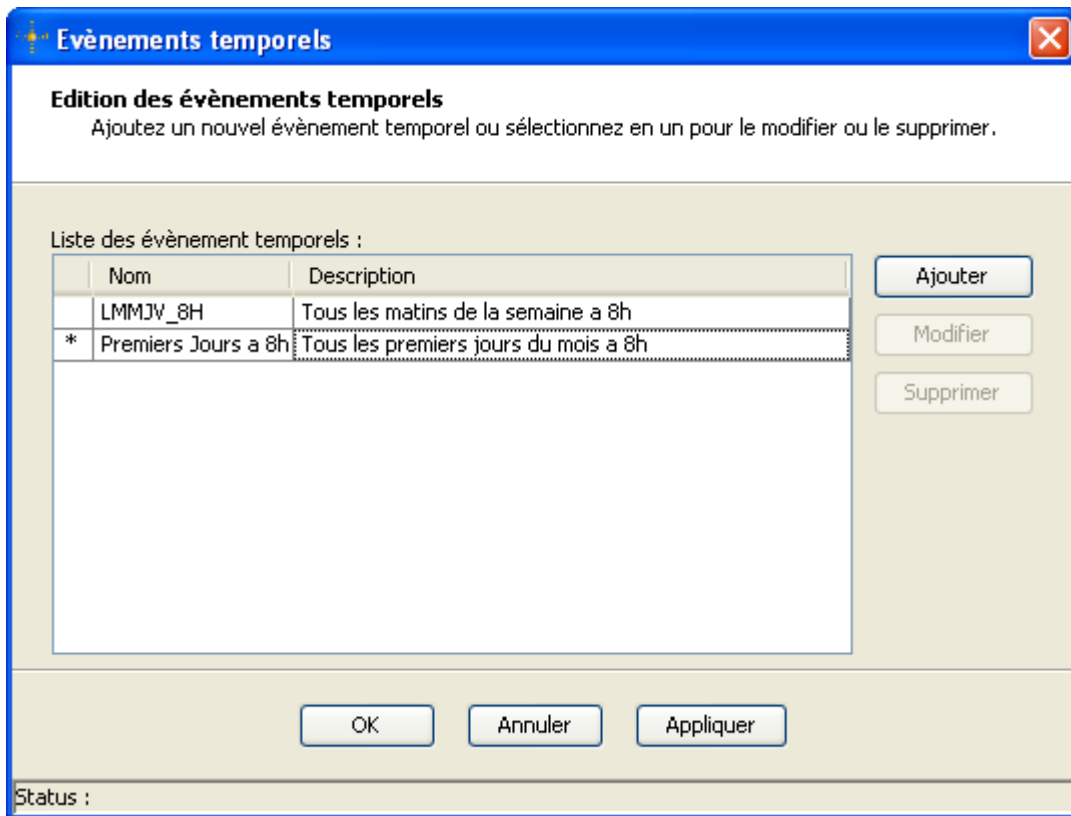 Evènements temporels
Edition des évènements temporels
Ajoutez un nouvel évènement temporel ou sélectionnez en un pour le modifier ou le supprimer.
Liste des évènement temporels :
Nom Description
LMMJV_8H Tous les matins de la semaine a 8h
* Premiers Jours a 8h Tous les premiers jours du mois a 8h
Ajouter
Modifier
Supprimer
OK Annuler Appliquer
Status :